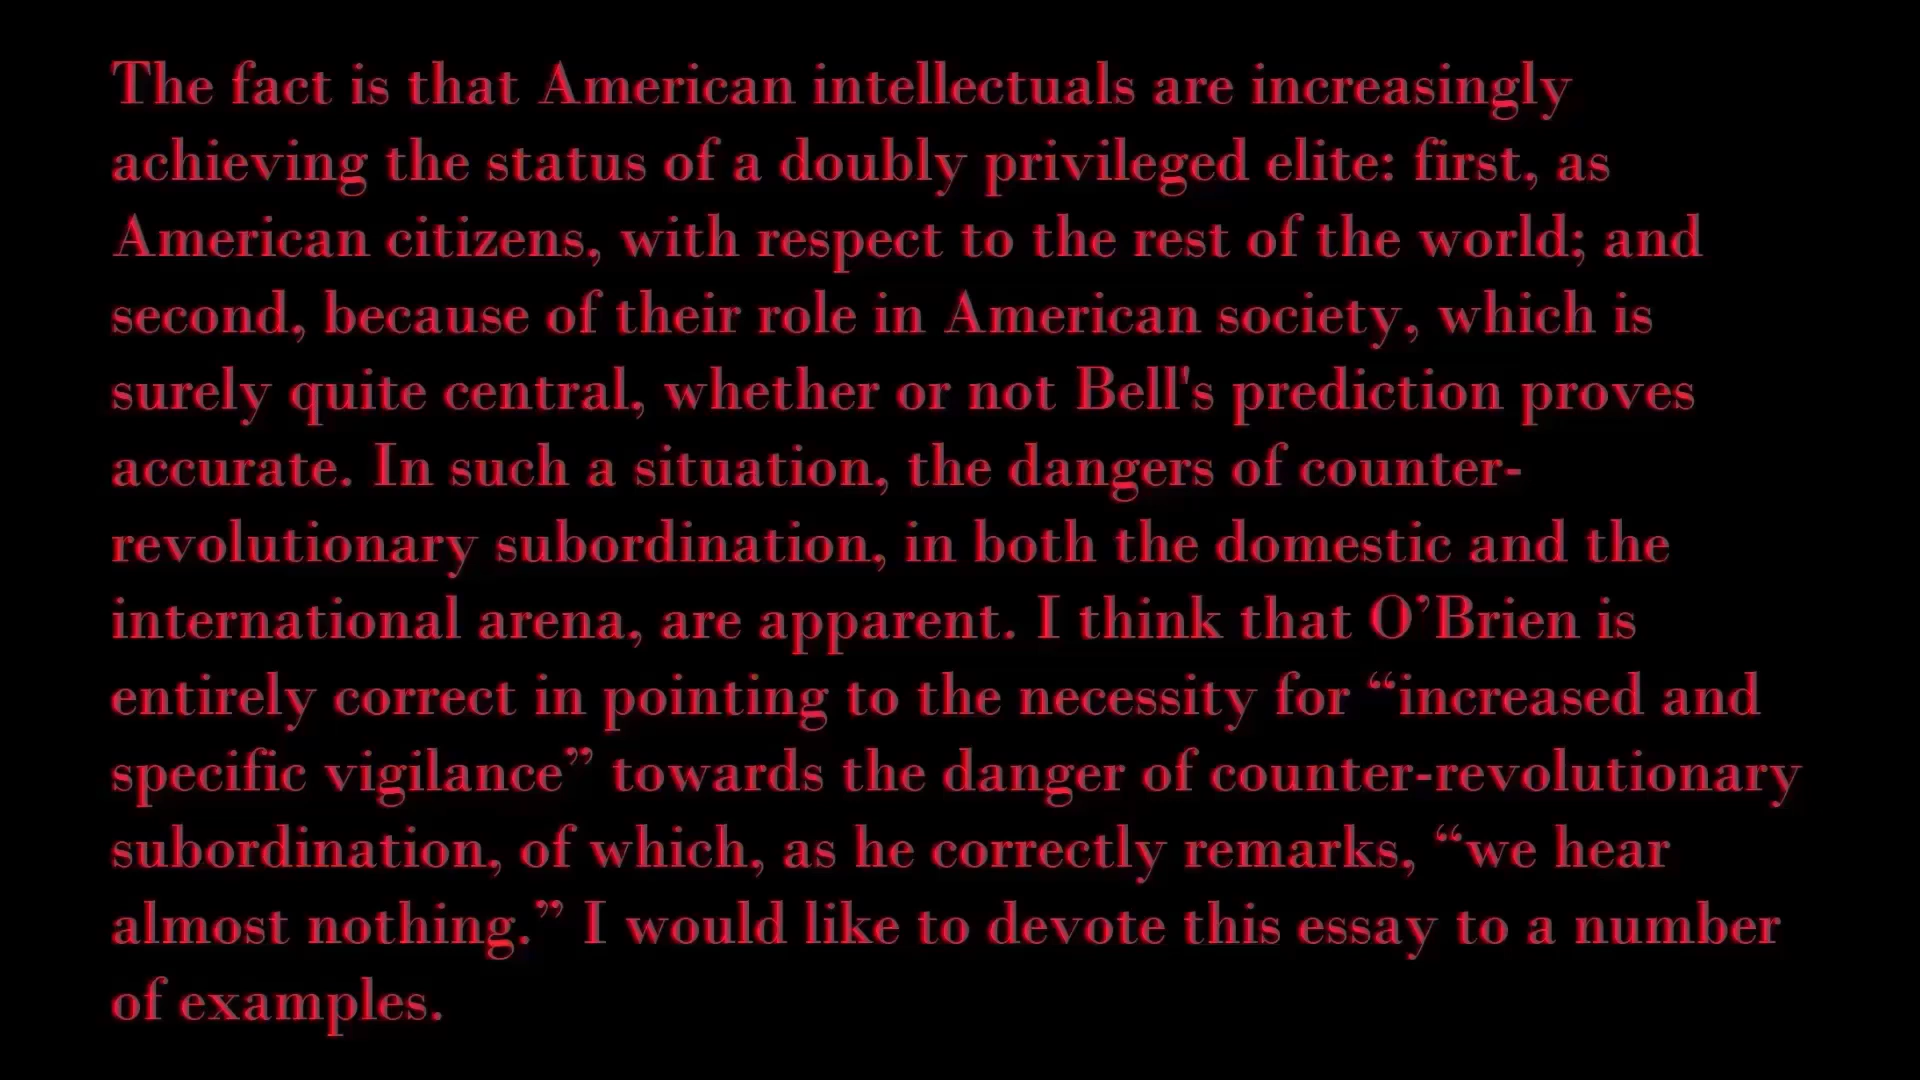 The fact is that American intellectuals are increasingly
achieving the status of a doubly privileged elite: first, as
American citizens, with respect to the rest of the world; and
second, because of their role in American society, which is
surely quite central, whether or not Bell's prediction proves
accurate. In such a situation, the dangers of counter-
revolutionary subordination, in both the domestic and the
international arena, are apparent. I think that O’Brien is
entirely correct in pointing to the necessity for “increased and
specific vigilance” towards the danger of counter-revolutionary
subordination, of which, as he correctly remarks, “we hear
almost nothing.” I would like to devote this essay to a number
of examples.